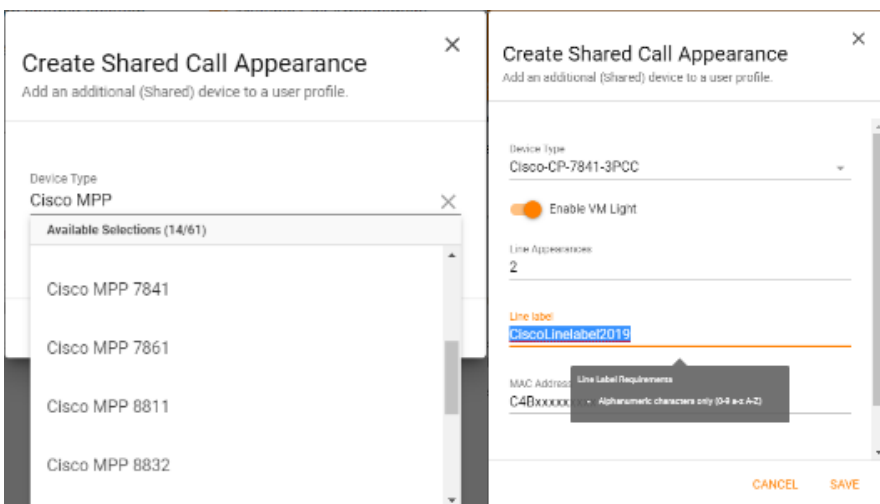 Create Shared Call Appearance
Add an additional (Shared) device to a user profile.
Device Type
Cisco MPP
Available Selections (14/61)
Cisco MPP 7841
Cisco MPP 7861
Cisco MPP 8811
Cisco MPP 8832
Create Shared Call Appearance
Add an additional (Shared) device to a user profile.
Device Type
Cisco-CP-7841-3PCC
Enable VM Light
Line Appearances
2
Line label
CiscoLinelabel2019
Line Label Requirements
• Alphanumeric characters only (0-9 a-z A-Z)
MAC Address
C4Bxxxxx
CANCEL SAVE